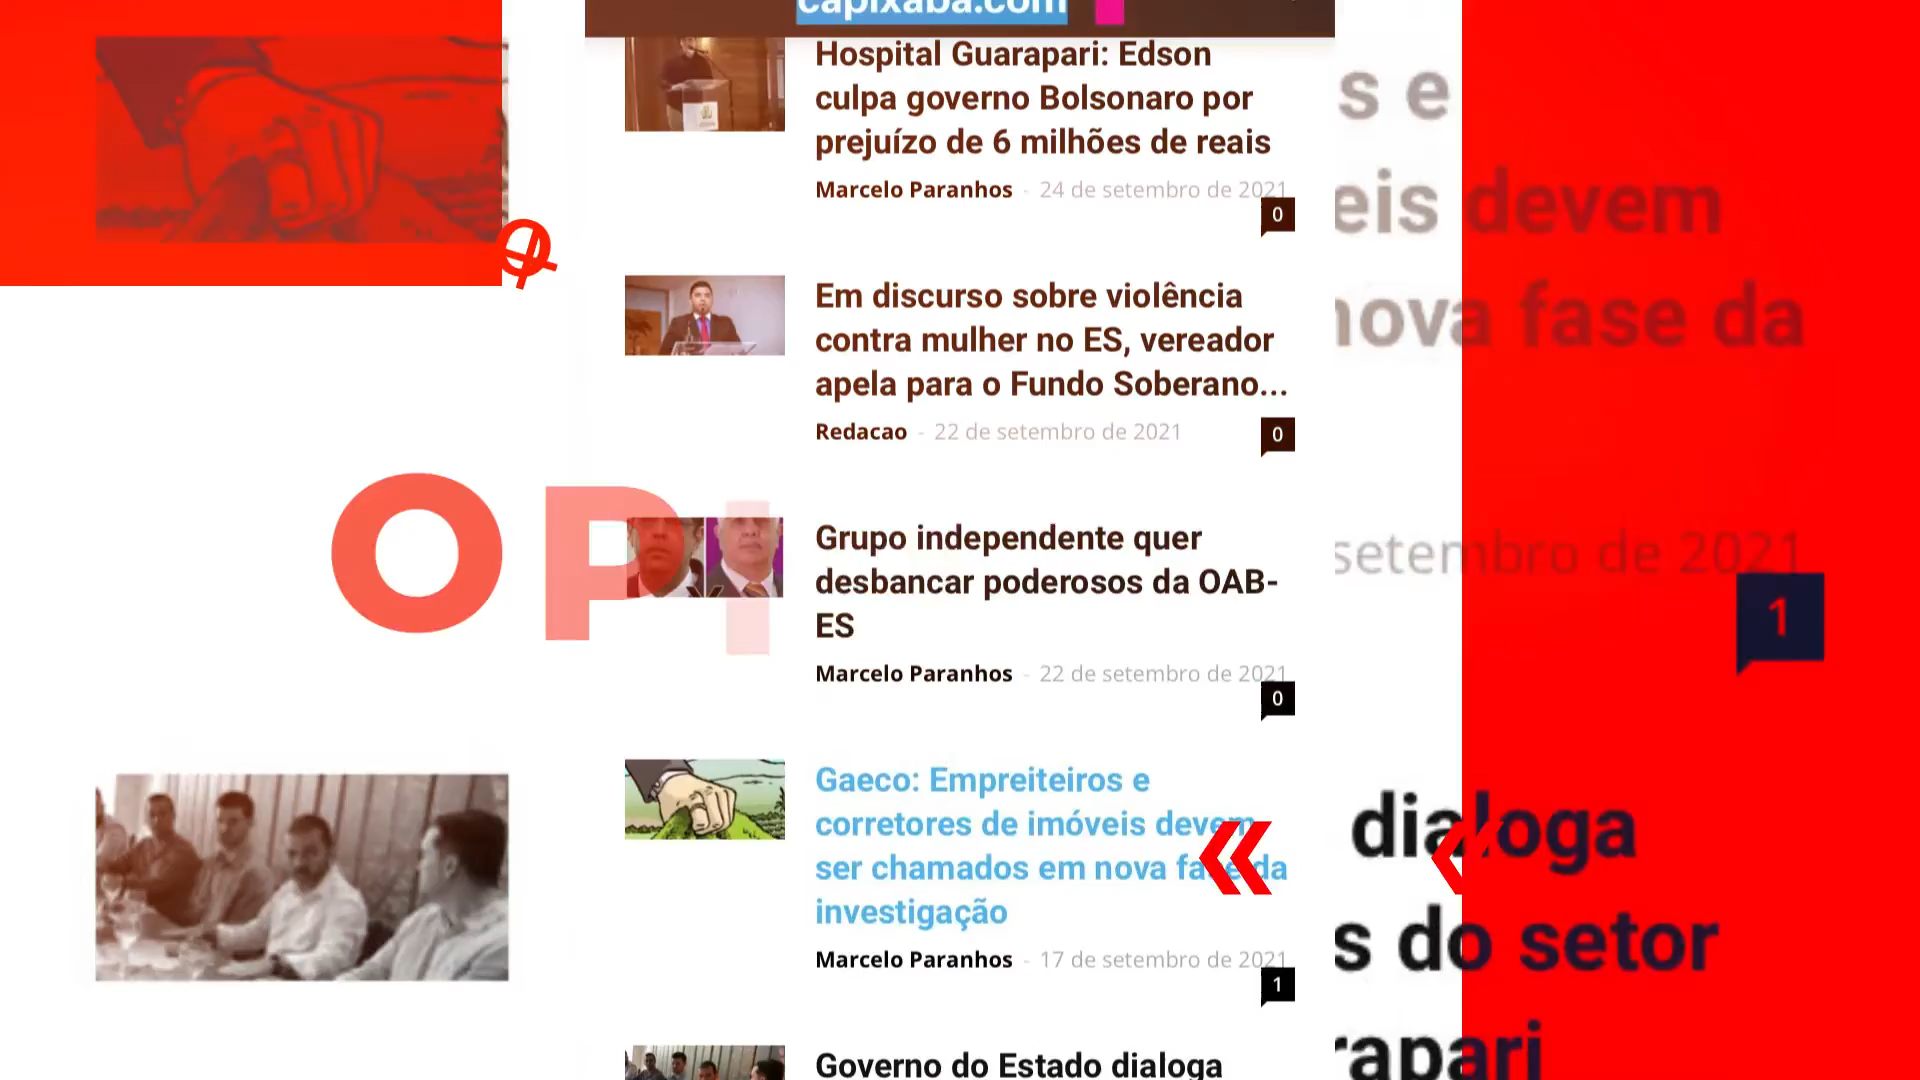 capixaba.com
Hospital Guarapari: Edson
culpa governo Bolsonaro por
prejuízo de 6 milhões de reais
Marcelo Paranhos - 24 de setembro de 2021
0
Em discurso sobre violência
contra mulher no ES, vereador
apela para o Fundo Soberano...
Redacao - 22 de setembro de 2021
0
OPI
Grupo independente quer
desbancar poderosos da OAB-
ES
Marcelo Paranhos - 22 de setembro de 2021
0
Gaeco: Empreiteiros e
corretores de imóveis devem
ser chamados em nova fase da
investigação
Marcelo Paranhos - 17 de setembro de 2021
1
Governo do Estado dialoga
s e
eis devem
nova fase da
setembro de 2021
1
dialoga
s do setor
rapari